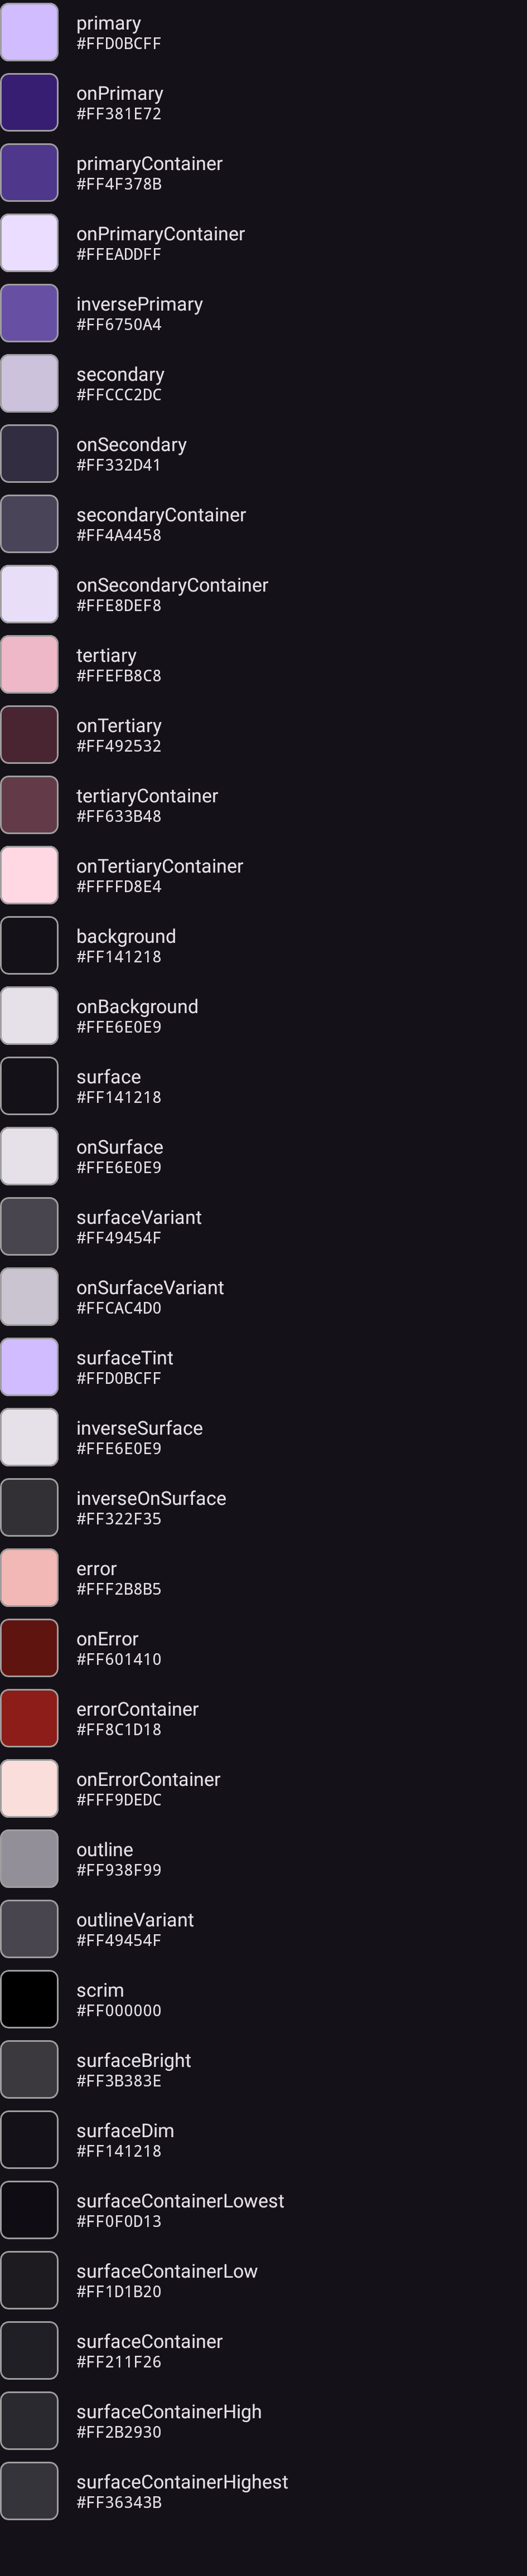 primary
#FFD0BCFF
onPrimary
#FF381E72
primaryContainer
#FF4F378B
onPrimaryContainer
#FFEADDFF
inversePrimary
#FF6750A4
secondary
#FFCCC2DC
onSecondary
#FF332D41
secondaryContainer
#FF4A4458
onSecondaryContainer
#FFE8DEF8
tertiary
#FFEFB8C8
onTertiary
#FF492532
tertiaryContainer
#FF633B48
onTertiaryContainer
#FFFFD8E4
background
#FF141218
onBackground
#FFE6E0E9
surface
#FF141218
onSurface
#FFE6E0E9
surfaceVariant
#FF49454F
onSurfaceVariant
#FFCAC4D0
surfaceTint
#FFD0BCFF
inverseSurface
#FFE6E0E9
inverseOnSurface
#FF322F35
error
#FFF2B8B5
onError
#FF601410
errorContainer
#FF8C1D18
onErrorContainer
#FFF9DEDC
outline
#FF938F99
outlineVariant
#FF49454F
scrim
#FF000000
surfaceBright
#FF3B383E
surfaceDim
#FF141218
surfaceContainerLowest
#FF0F0D13
surfaceContainerLow
#FF1D1B20
surfaceContainer
#FF211F26
surfaceContainerHigh
#FF2B2930
surfaceContainerHighest
#FF36343B